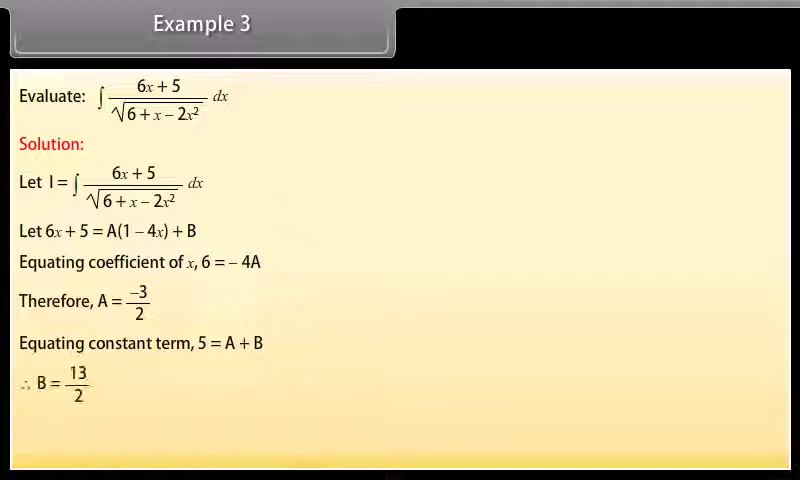 Example 3
Evaluate: ∫ (6x + 5)/√(6 + x – 2x²) dx
Solution:
Let I = ∫ (6x + 5)/√(6 + x – 2x²) dx
Let 6x + 5 = A(1 – 4x) + B
Equating coefficient of x, 6 = – 4A
Therefore, A = –3/2
Equating constant term, 5 = A + B
∴ B = 13/2